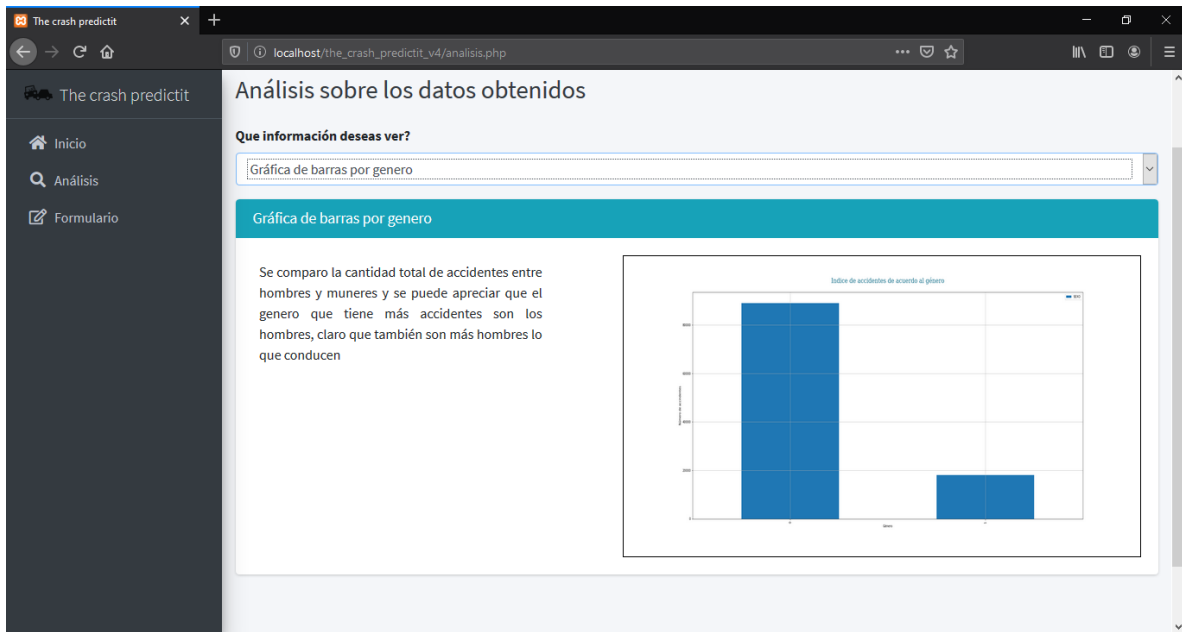 The crash predictit
localhost/the_crash_predictit_v4/analisis.php
The crash predictit
Inicio
Análisis
Formulario
Análisis sobre los datos obtenidos
Que información deseas ver?
Gráfica de barras por genero
Gráfica de barras por genero
Se comparo la cantidad total de accidentes entre
hombres y muneres y se puede apreciar que el
genero que tiene más accidentes son los
hombres, claro que también son más hombres lo
que conducen
Indice de accidentes de acuerdo al género
Género